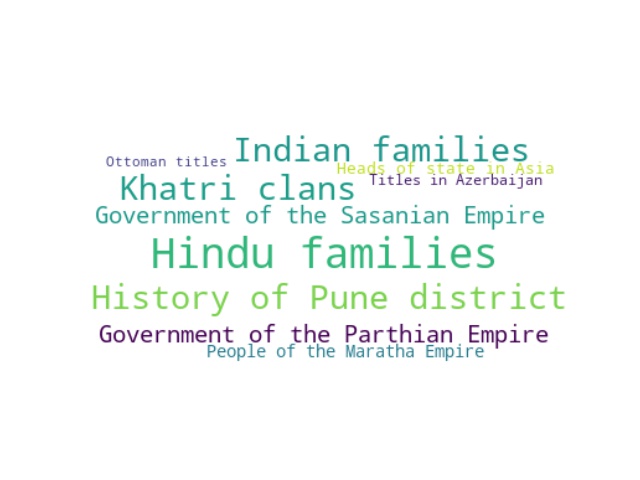 Indian families
Ottoman titles
Heads of state in Asia
Titles in Azerbaijan
Khatri clans
Government of the Sasanian Empire
Hindu families
History of Pune district
Government of the Parthian Empire
People of the Maratha Empire